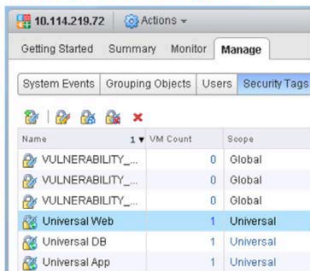 10.114.219.72 Actions
Getting Started Summary Monitor Manage
System Events Grouping Objects Users Security Tags
Name 1 VM Count Scope
VULNERABILITY_... 0 Global
VULNERABILITY_... 0 Global
VULNERABILITY_... 0 Global
Universal Web 1 Universal
Universal DB 1 Universal
Universal App 1 Universal